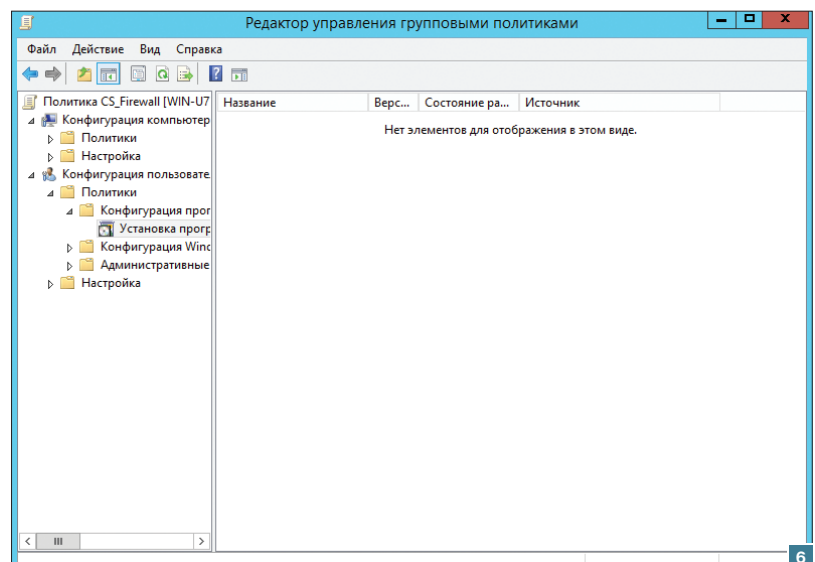 Редактор управления групповыми политиками
Файл Действие Вид Справка
Политика CS_Firewall [WIN-U7
Конфигурация компьютер
Политики
Настройка
Конфигурация пользовате
Политики
Конфигурация прог
Установка прогр
Конфигурация Winc
Административные
Настройка
Название Верс... Состояние ра... Источник
Нет элементов для отображения в этом виде.
6